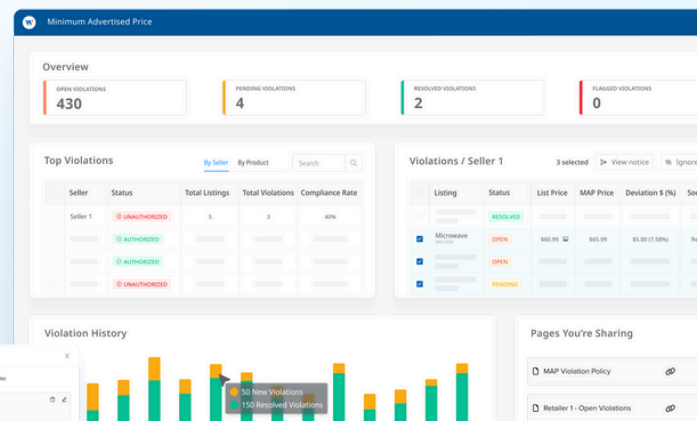 Minimum Advertised Price
Overview
OPEN VIOLATIONS
430
PENDING VIOLATIONS
4
RESOLVED VIOLATIONS
2
FLAGGED VIOLATIONS
0
Top Violations
By Seller By Product Search
Seller Status Total Listings Total Violations Compliance Rate
Seller 1 UNAUTHORIZED 5 3 40%
AUTHORIZED
AUTHORIZED
UNAUTHORIZED
Violations / Seller 1
3 selected View notice Ignore
Listing Status List Price MAP Price Deviation $ (%)
RESOLVED
Microwave OPEN $60.99 $65.99 $5.00 (7.58%)
OPEN
PENDING
Violation History
50 New Violations
150 Resolved Violations
Pages You're Sharing
MAP Violation Policy
Retailer 1 - Open Violations